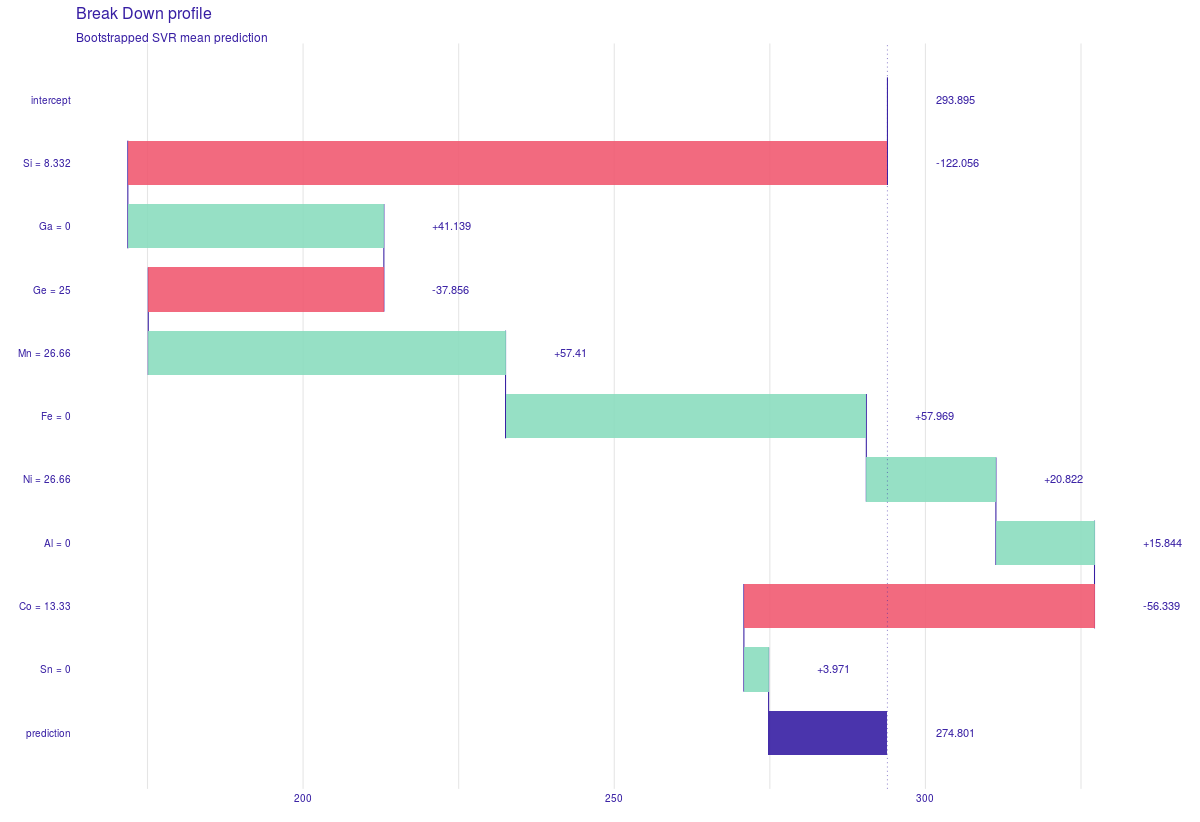 Break Down profile
Bootstrapped SVR mean prediction
intercept 293.895
Si = 8.332 -122.056
Ga = 0 +41.139
Ge = 25 -37.856
Mn = 26.66 +57.41
Fe = 0 +57.969
Ni = 26.66 +20.822
Al = 0 +15.844
Co = 13.33 -56.339
Sn = 0 +3.971
prediction 274.801
200 250 300